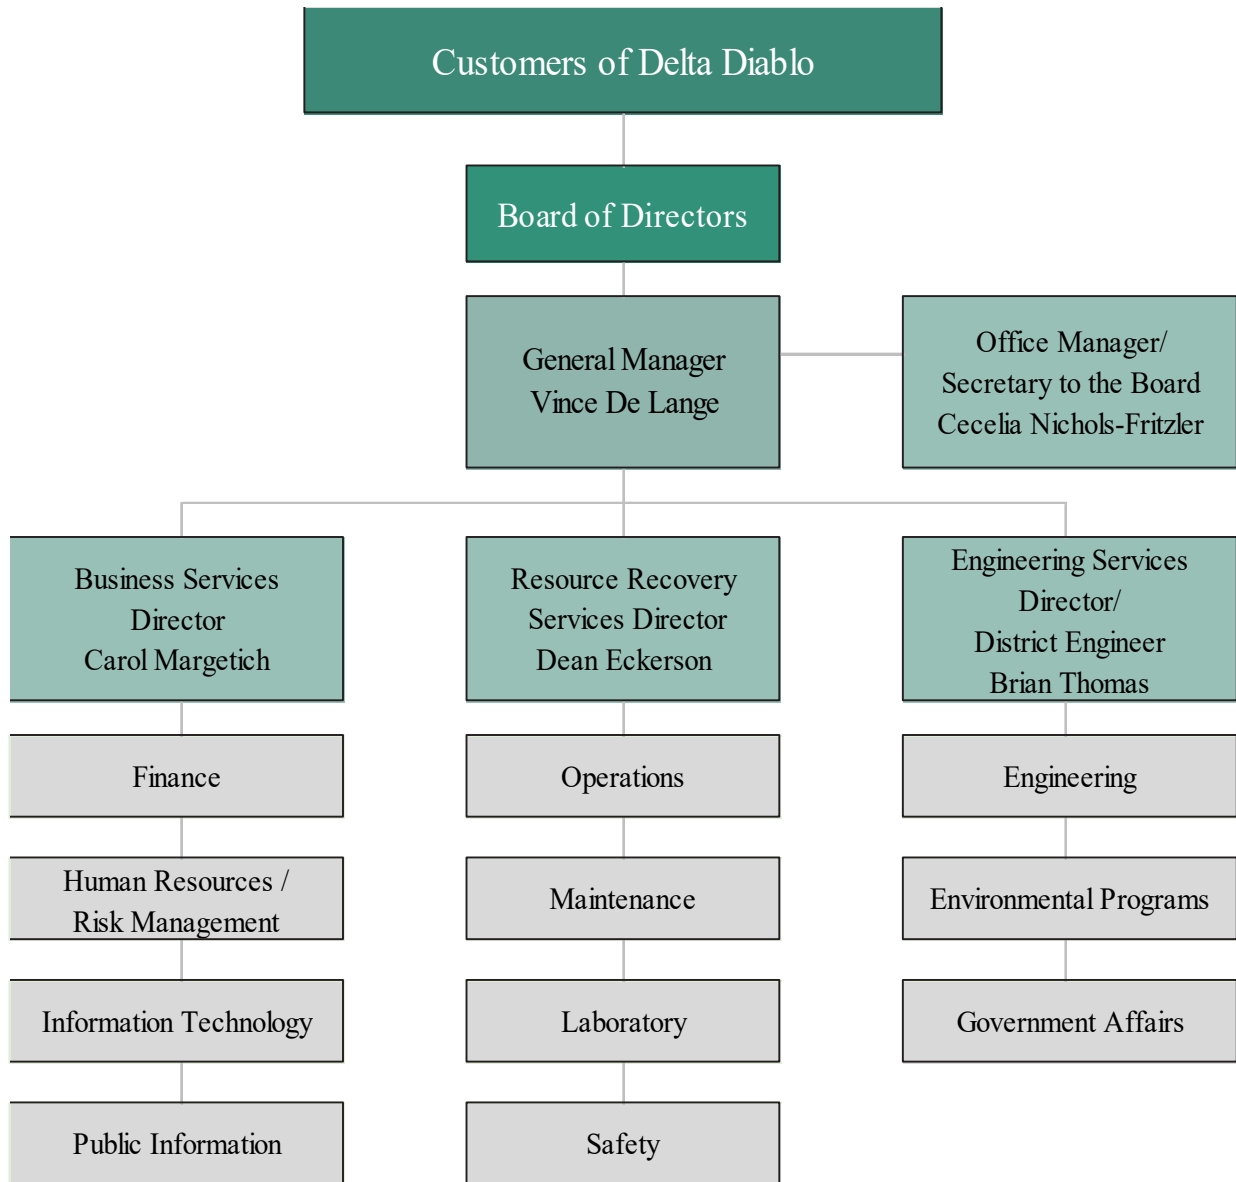 Customers of Delta Diablo
Board of Directors
General Manager
Vince De Lange
Office Manager/
Secretary to the Board
Cecelia Nichols-Fritzler
Business Services
Director
Carol Margetich
Resource Recovery
Services Director
Dean Eckerson
Engineering Services
Director/
District Engineer
Brian Thomas
Finance
Operations
Engineering
Human Resources /
Risk Management
Maintenance
Environmental Programs
Information Technology
Laboratory
Government Affairs
Public Information
Safety